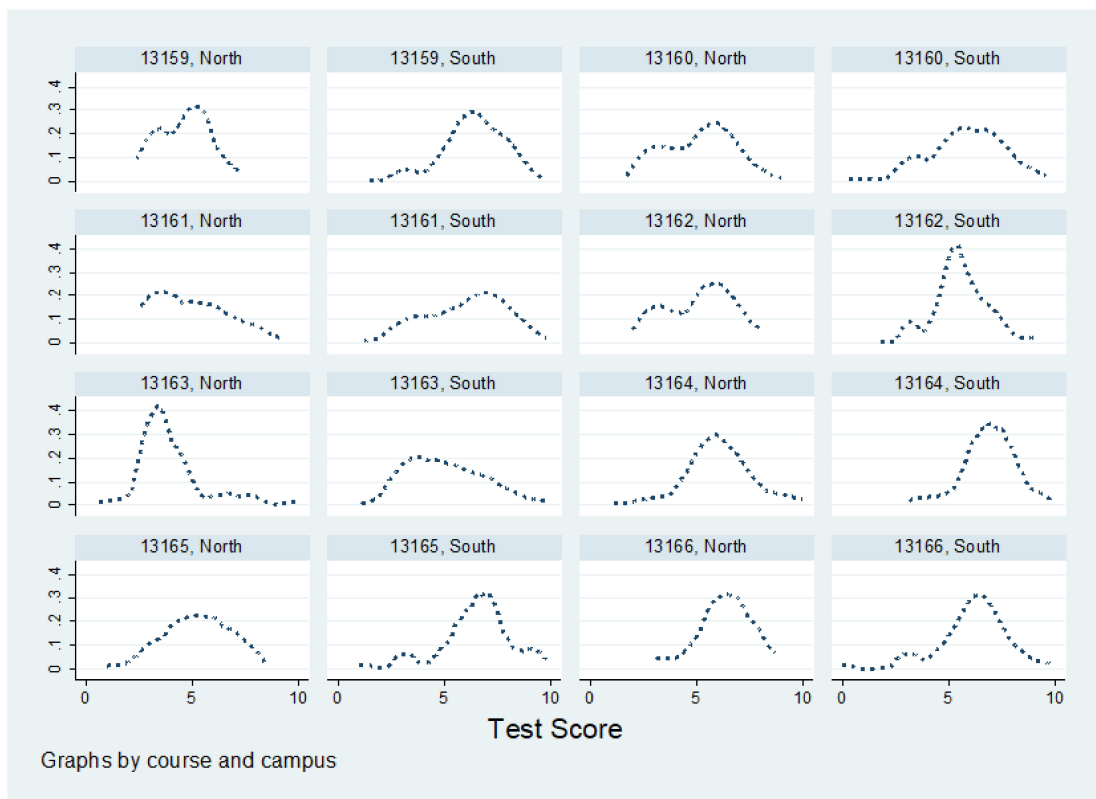 13159, North 13159, South 13160, North 13160, South
0 .1 .2 .3 .4
13161, North 13161, South 13162, North 13162, South
0 .1 .2 .3 .4
13163, North 13163, South 13164, North 13164, South
0 .1 .2 .3 .4
13165, North 13165, South 13166, North 13166, South
0 .1 .2 .3 .4
0 5 10 0 5 10 0 5 10 0 5 10
Test Score
Graphs by course and campus